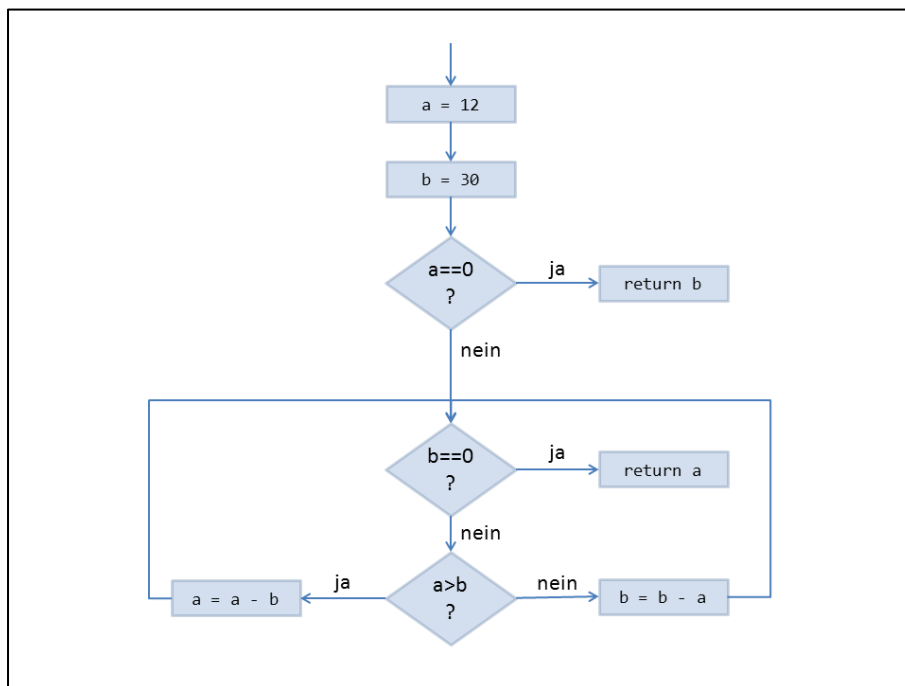 a = 12
b = 30
a==0
?
ja
return b
nein
b==0
?
ja
return a
nein
a = a - b
ja
a>b
?
nein
b = b - a